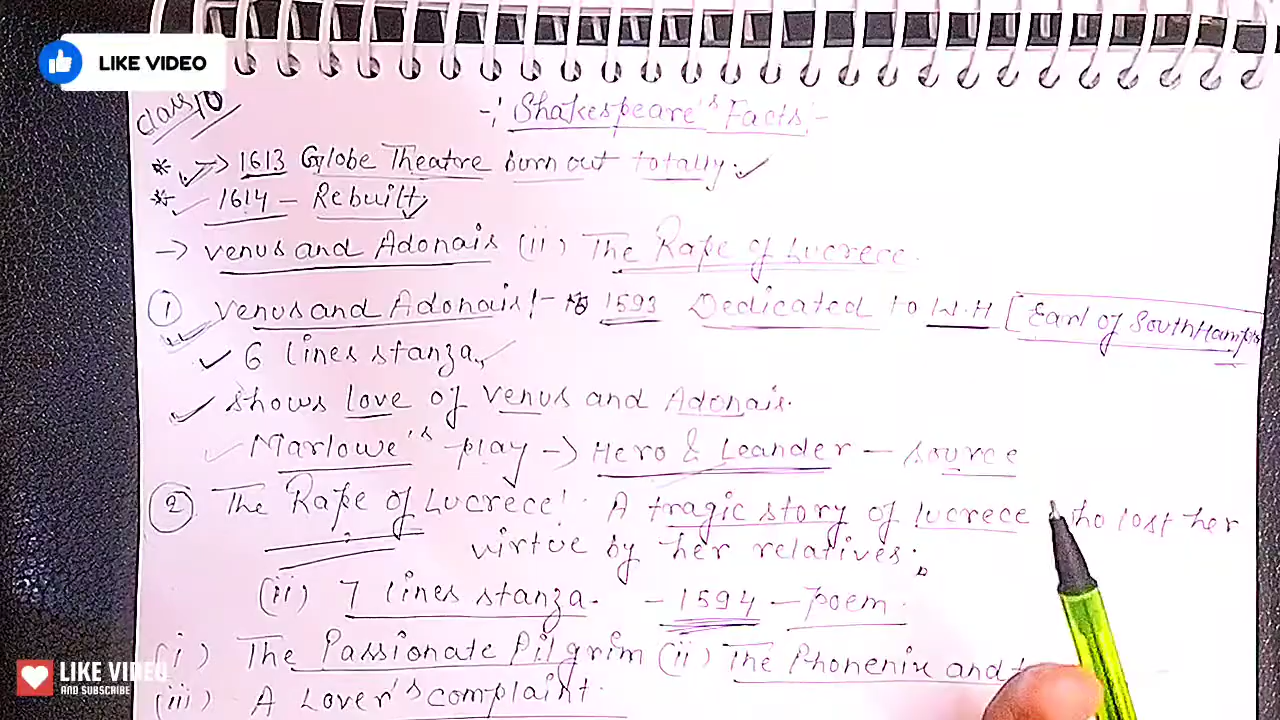 LIKE VIDEO
Class 10
-: Shakespeare's Facts :-
* → 1613 Globe Theatre burn out totally.
* 1614 - Rebuilt
→ Venus and Adonais (ii) The Rape of Lucrece.
① Venus and Adonais :- 1593 Dedicated to W.H [Earl of Southampton
6 lines stanza.
Shows love of Venus and Adonais.
Marlowe's play → Hero & Leander - source
② The Rape of Lucrece: A tragic story of Lucrece who lost her
virtue by her relatives.
(ii) 7 lines stanza. - 1594 - poem.
(i) The Passionate Pilgrim (ii) The Phonenix and
(iii) A Lover's complaint.
LIKE VIDEO
AND SUBSCRIBE